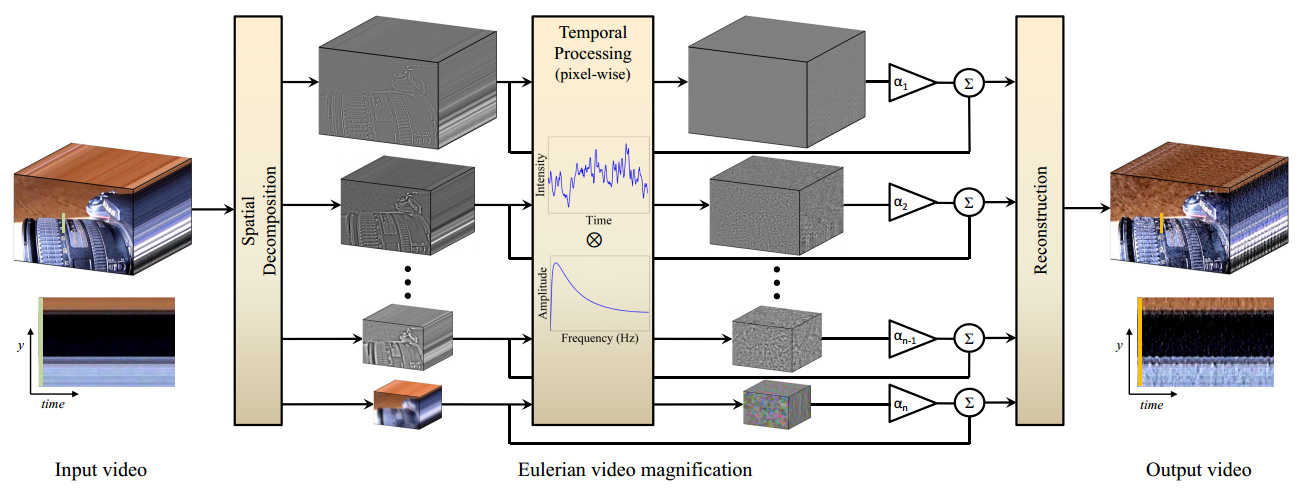 Temporal
Processing
(pixel-wise)
α1
Σ
Intensity
Time
α2
Σ
Spatial
Decomposition
Reconstruction
Amplitude
Frequency (Hz)
αn-1
Σ
αn
Σ
y
time
y
time
Input video
Eulerian video magnification
Output video